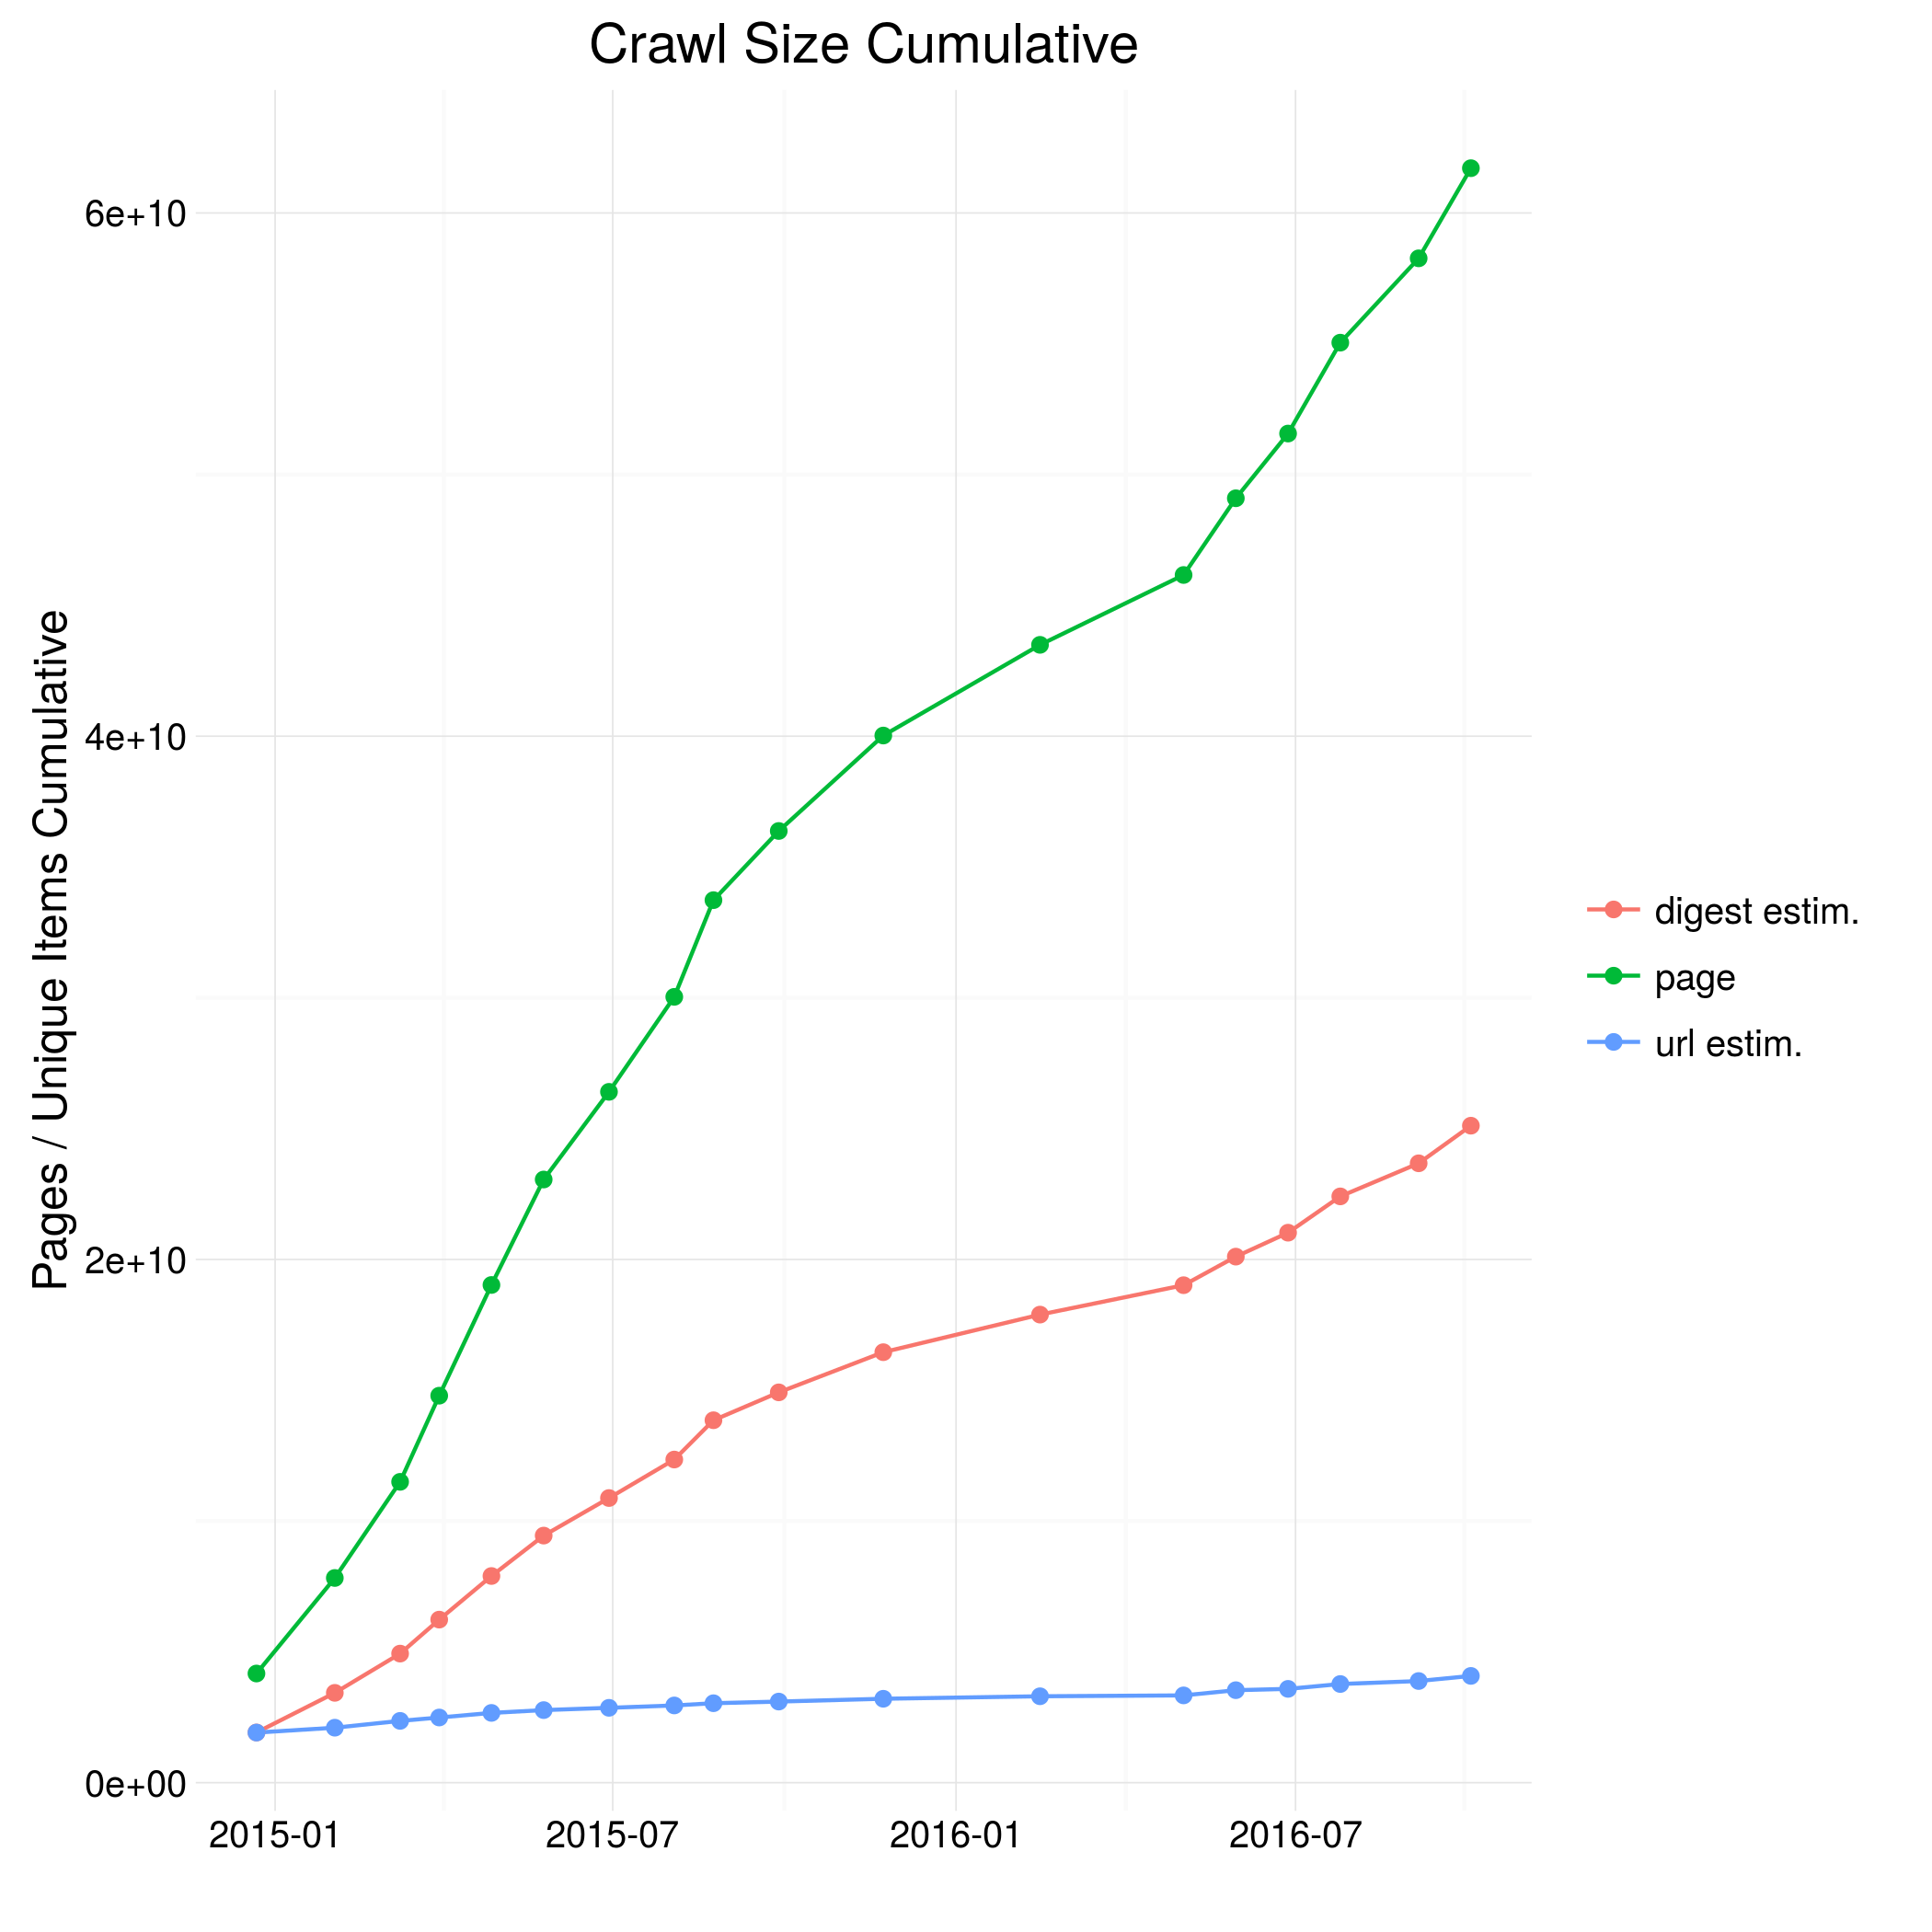 Crawl Size Cumulative
Pages / Unique Items Cumulative
6e+10
4e+10
2e+10
0e+00
2015-01
2015-07
2016-01
2016-07
digest estim.
page
url estim.